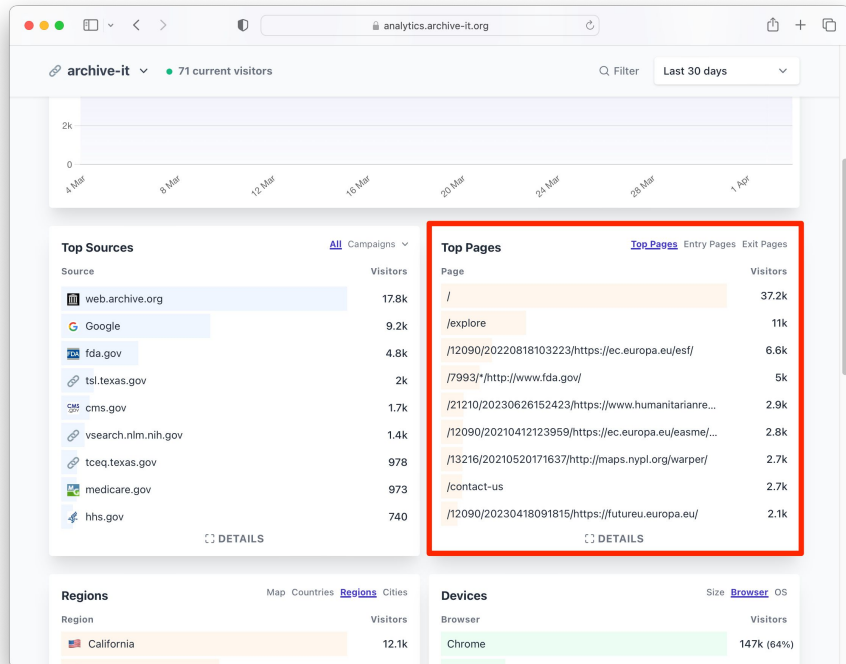 analytics.archive-it.org
archive-it
71 current visitors
Filter
Last 30 days
2k
0
4 Mar
8 Mar
12 Mar
16 Mar
20 Mar
24 Mar
28 Mar
1 Apr
Top Sources
All Campaigns
Source Visitors
web.archive.org 17.8k
Google 9.2k
FDA fda.gov 4.8k
tsl.texas.gov 2k
CMS cms.gov 1.7k
vsearch.nlm.nih.gov 1.4k
tceq.texas.gov 978
medicare.gov 973
hhs.gov 740
DETAILS
Top Pages
Top Pages Entry Pages Exit Pages
Page Visitors
/ 37.2k
/explore 11k
/12090/20220818103223/https://ec.europa.eu/esf/ 6.6k
/7993/*/http://www.fda.gov/ 5k
/21210/20230626152423/https://www.humanitarianre... 2.9k
/12090/20210412123959/https://ec.europa.eu/easme/... 2.8k
/13216/20210520171637/http://maps.nypl.org/warper/ 2.7k
/contact-us 2.7k
/12090/20230418091815/https://futureu.europa.eu/ 2.1k
DETAILS
Regions
Map Countries Regions Cities
Region Visitors
California 12.1k
Devices
Size Browser OS
Browser Visitors
Chrome 147k (64%)